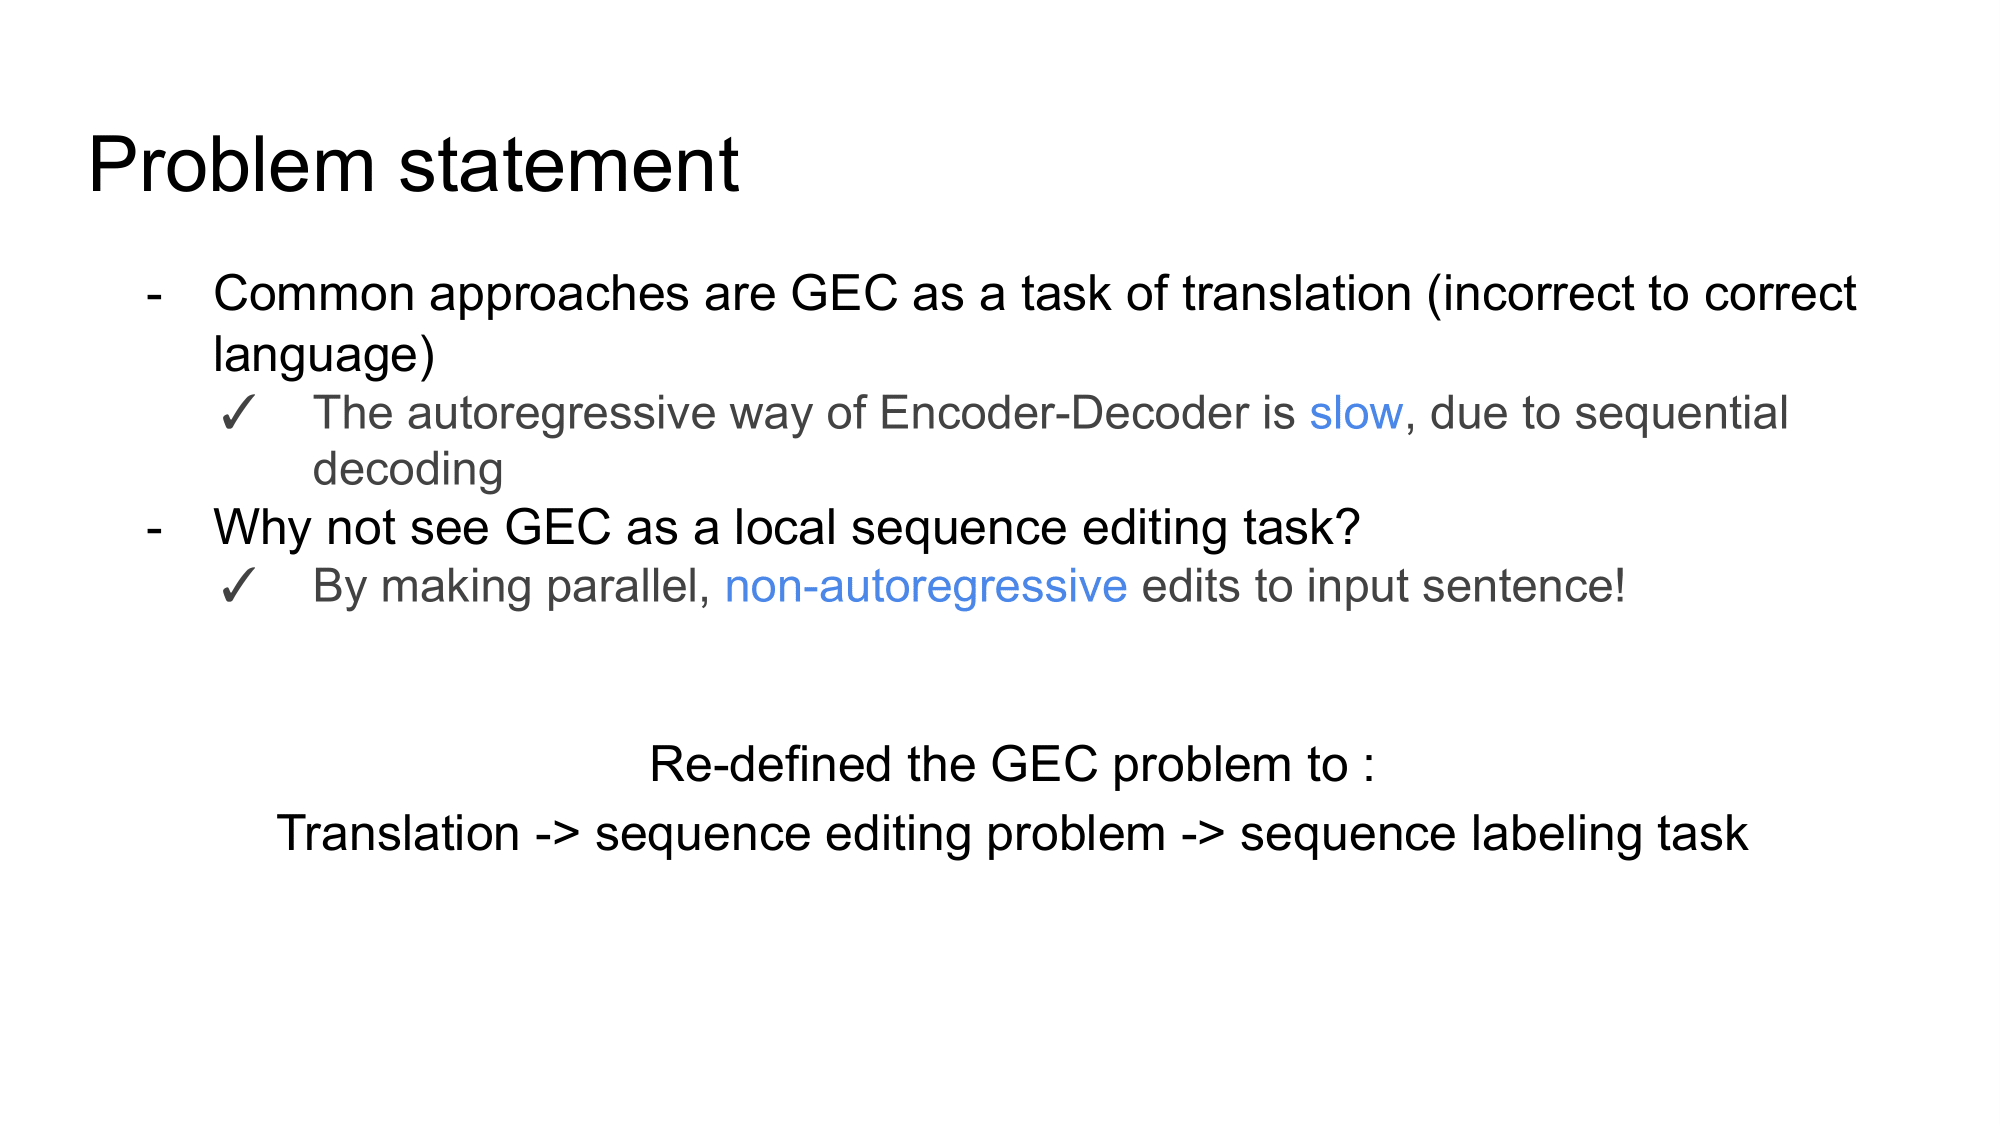 Problem statement
- Common approaches are GEC as a task of translation (incorrect to correct
language)
✓ The autoregressive way of Encoder-Decoder is slow, due to sequential
decoding
- Why not see GEC as a local sequence editing task?
✓ By making parallel, non-autoregressive edits to input sentence!
Re-defined the GEC problem to :
Translation -> sequence editing problem -> sequence labeling task